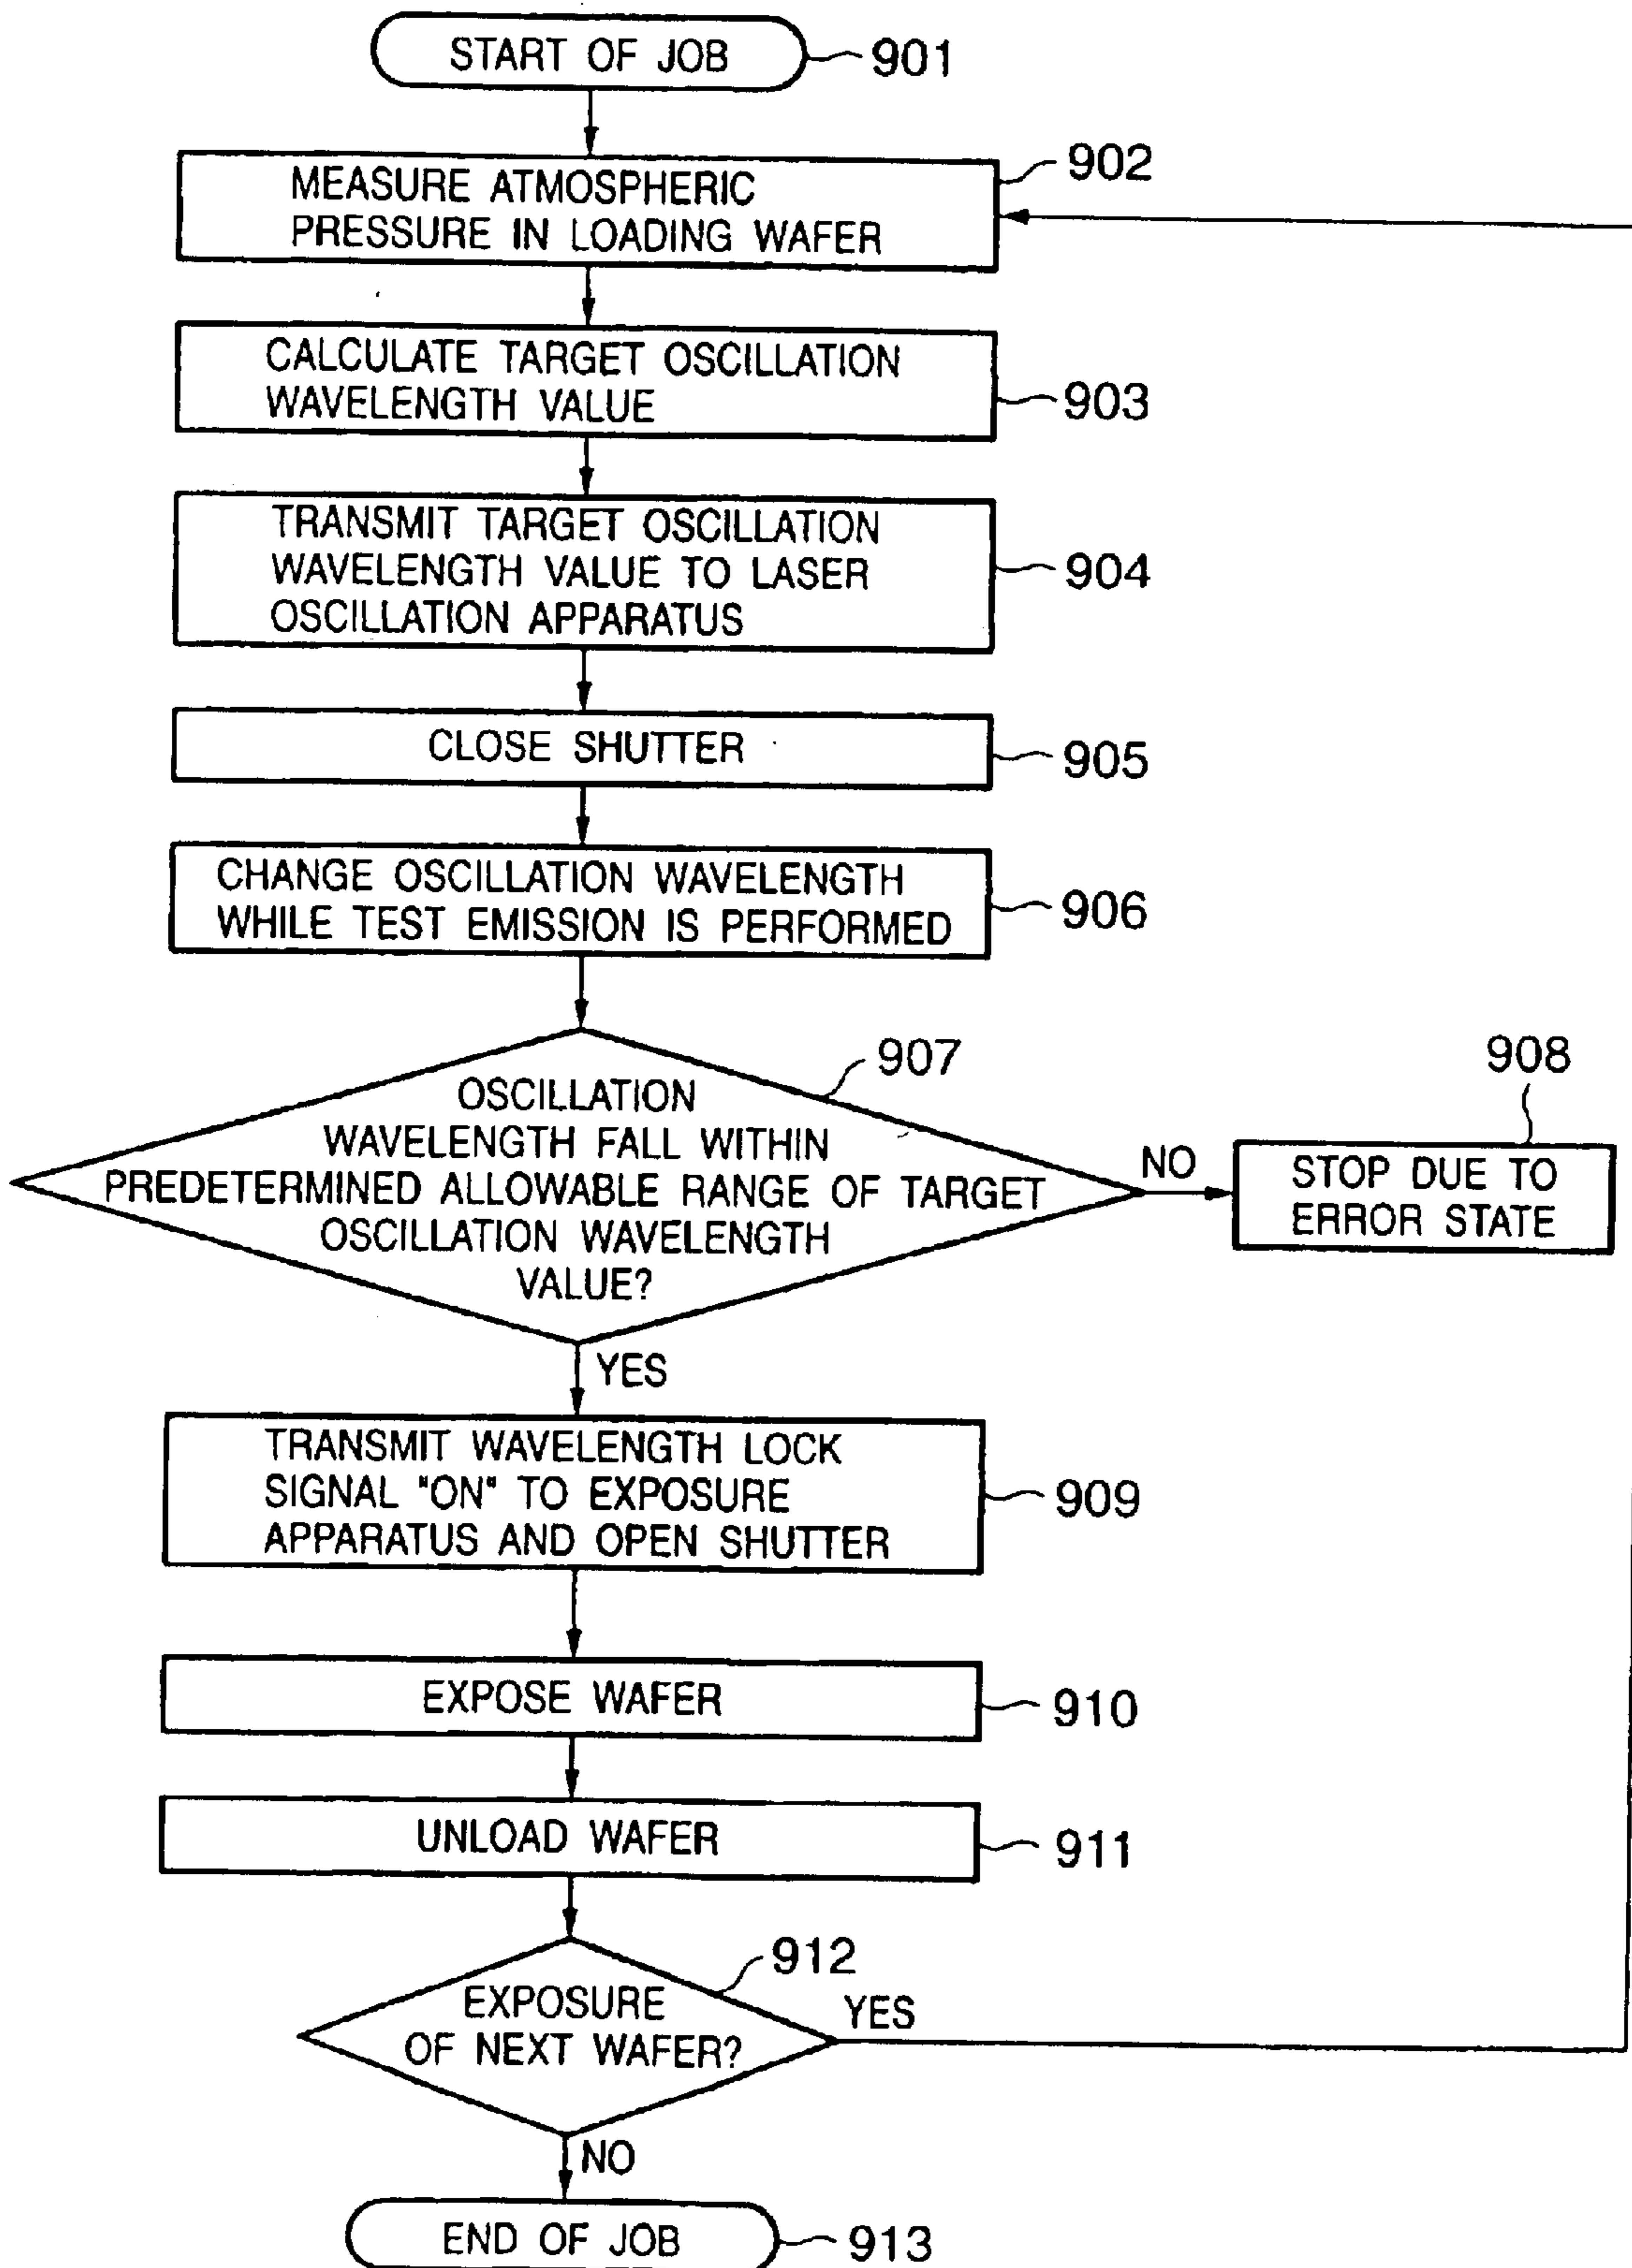 START OF JOB
901
MEASURE ATMOSPHERIC
PRESSURE IN LOADING WAFER
902
CALCULATE TARGET OSCILLATION
WAVELENGTH VALUE
903
TRANSMIT TARGET OSCILLATION
WAVELENGTH VALUE TO LASER
OSCILLATION APPARATUS
904
CLOSE SHUTTER
905
CHANGE OSCILLATION WAVELENGTH
WHILE TEST EMISSION IS PERFORMED
906
907
OSCILLATION
WAVELENGTH FALL WITHIN
PREDETERMINED ALLOWABLE RANGE OF TARGET
OSCILLATION WAVELENGTH
VALUE?
NO
908
STOP DUE TO
ERROR STATE
YES
TRANSMIT WAVELENGTH LOCK
SIGNAL "ON" TO EXPOSURE
APPARATUS AND OPEN SHUTTER
909
EXPOSE WAFER
910
UNLOAD WAFER
911
912
EXPOSURE
OF NEXT WAFER?
YES
NO
END OF JOB
913